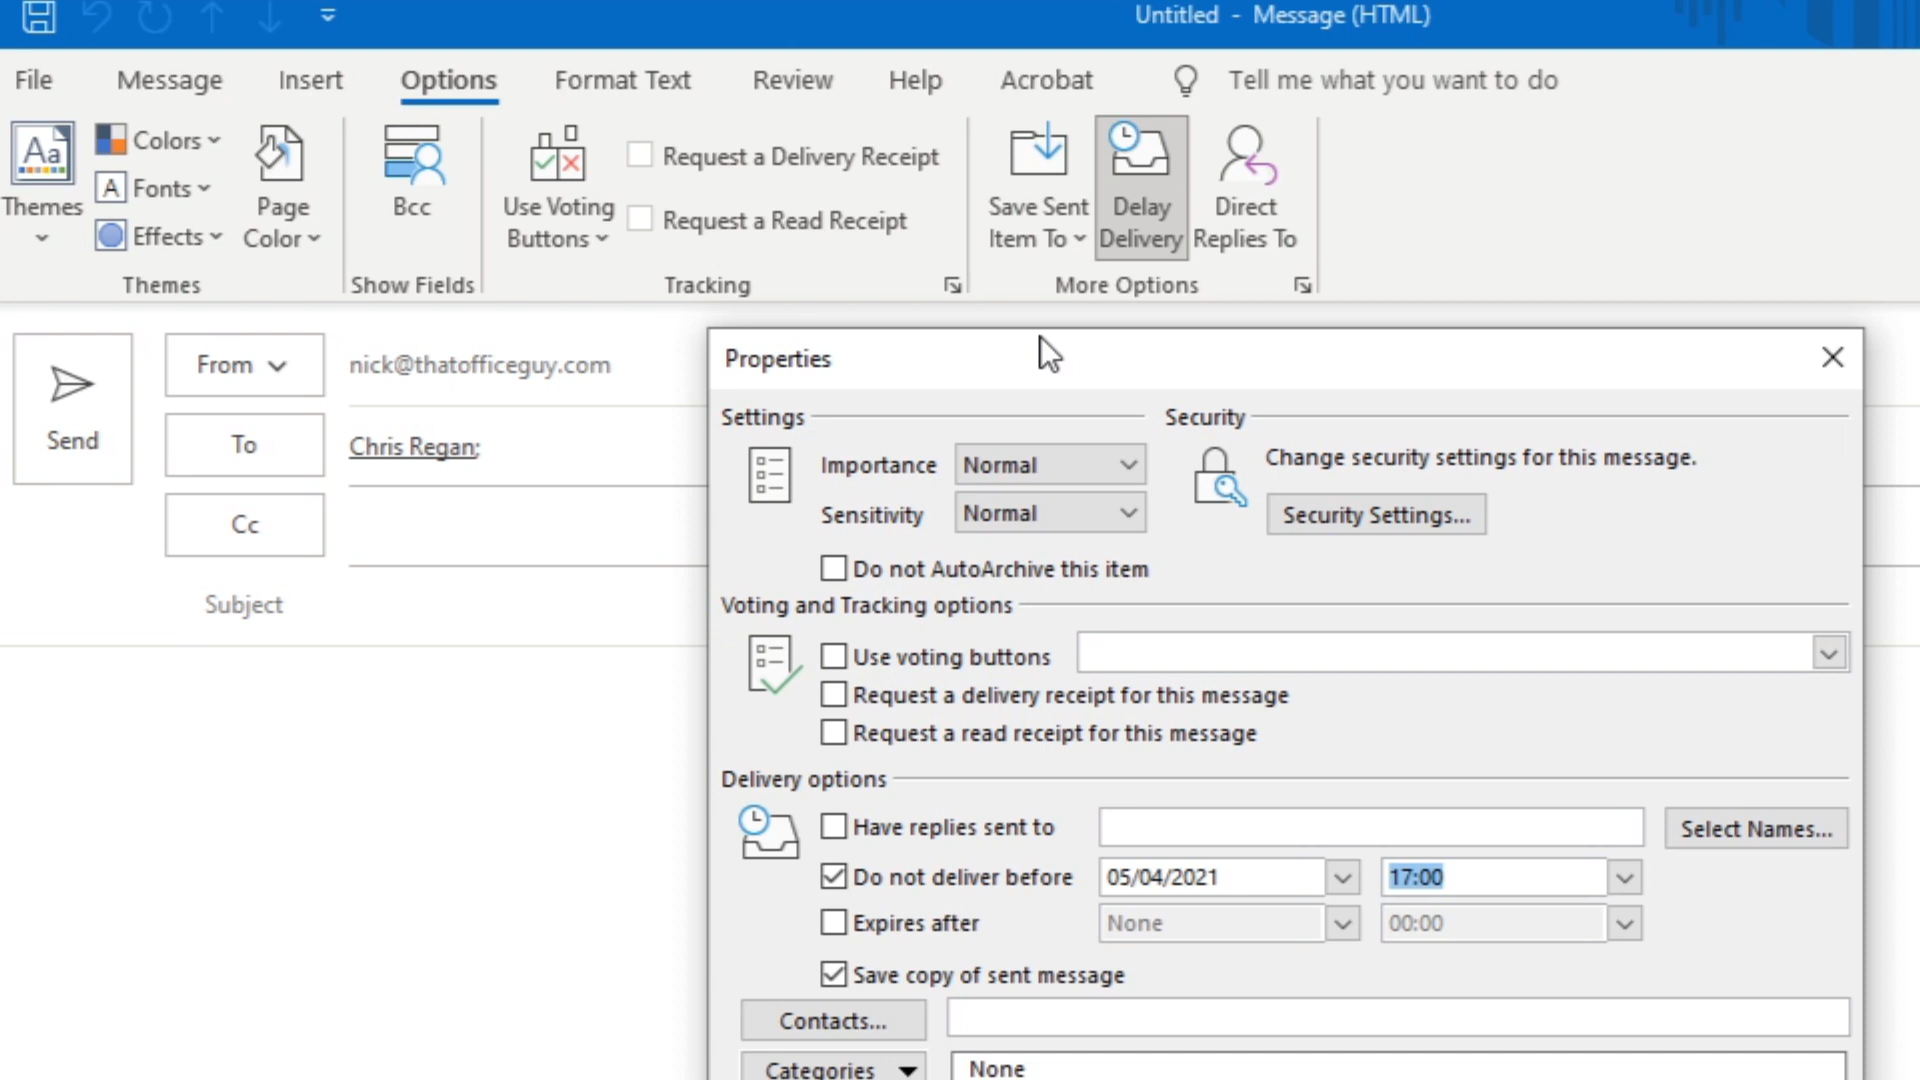 Untitled - Message (HTML)
File Message Insert Options Format Text Review Help Acrobat Tell me what you want to do
Aa
Themes
Colors
A Fonts
Effects
Page
Color
Themes
Bcc
Show Fields
Use Voting
Buttons
Request a Delivery Receipt
Request a Read Receipt
Tracking
Save Sent
Item To
Delay
Delivery
Direct
Replies To
More Options
Send
From nick@thatofficeguy.com
To Chris Regan;
Cc
Subject
Properties
Settings
Importance Normal
Sensitivity Normal
Do not AutoArchive this item
Security
Change security settings for this message.
Security Settings...
Voting and Tracking options
Use voting buttons
Request a delivery receipt for this message
Request a read receipt for this message
Delivery options
Have replies sent to Select Names...
Do not deliver before 05/04/2021 17:00
Expires after None 00:00
Save copy of sent message
Contacts...
Categories None